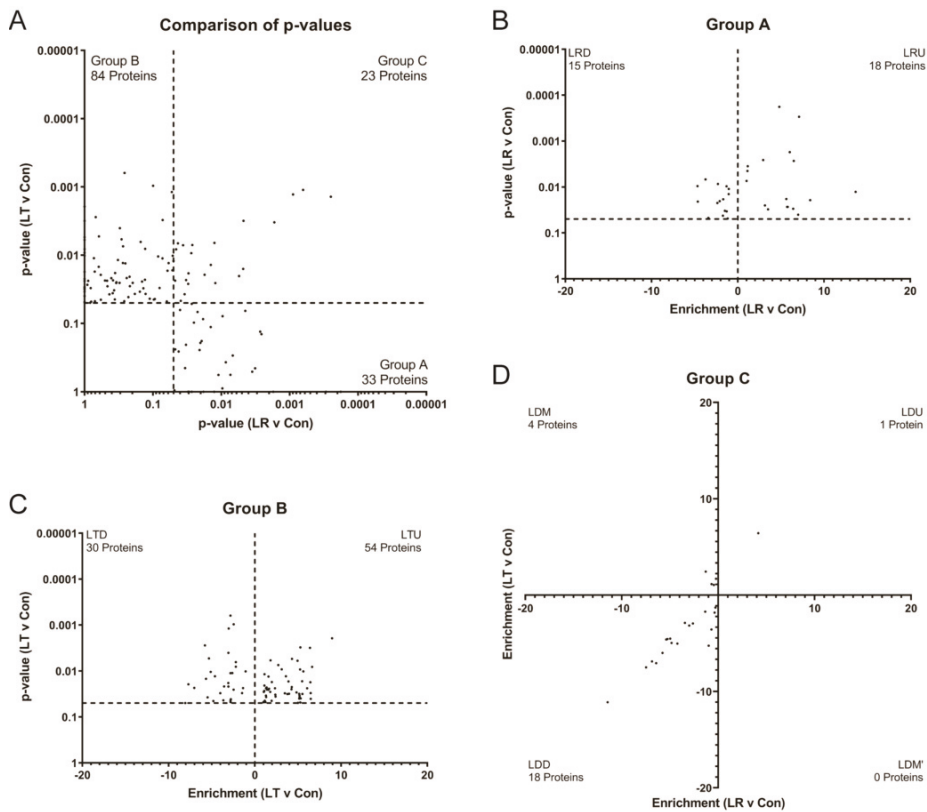 A
Comparison of p-values
0.00001
0.0001
0.001
0.01
0.1
1
p-value (LT v Con)
Group B
84 Proteins
Group C
23 Proteins
Group A
33 Proteins
1
0.1
0.01
0.001
0.0001
0.00001
p-value (LR v Con)
B
Group A
0.00001
0.0001
0.001
0.01
0.1
1
p-value (LR v Con)
LRD
15 Proteins
LRU
18 Proteins
-20
-10
0
10
20
Enrichment (LR v Con)
C
Group B
0.00001
0.0001
0.001
0.01
0.1
1
p-value (LT v Con)
LTD
30 Proteins
LTU
54 Proteins
-20
-10
0
10
20
Enrichment (LT v Con)
D
Group C
LDM
4 Proteins
LDU
1 Protein
20
10
-10
-20
Enrichment (LT v Con)
-20
-10
10
20
LDD
18 Proteins
LDM'
0 Proteins
Enrichment (LR v Con)